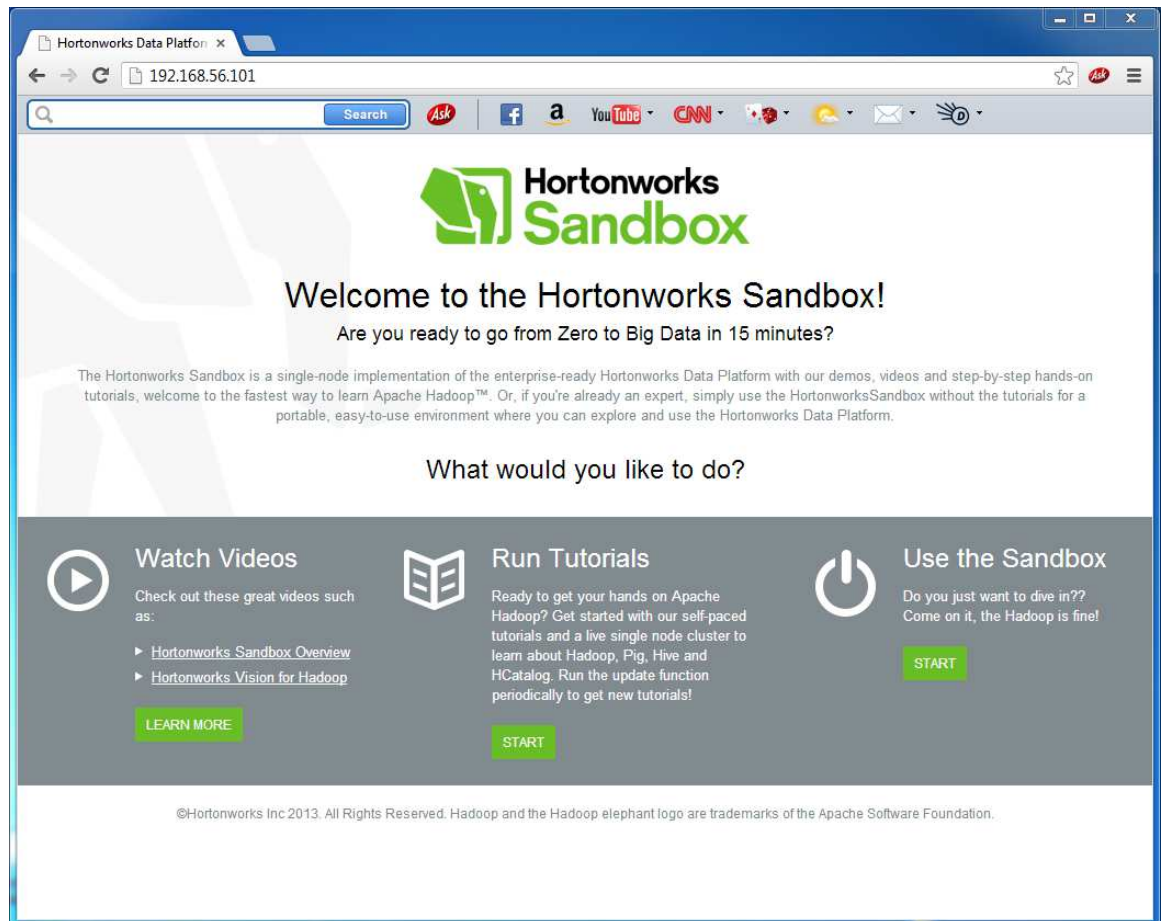 Hortonworks Data Platfor
192.168.56.101
Ask
Search
Ask
f
a
YouTube
CNN
D
Hortonworks
Sandbox
Welcome to the Hortonworks Sandbox!
Are you ready to go from Zero to Big Data in 15 minutes?
The Hortonworks Sandbox is a single-node implementation of the enterprise-ready Hortonworks Data Platform with our demos, videos and step-by-step hands-on
tutorials, welcome to the fastest way to learn Apache Hadoop™. Or, if you're already an expert, simply use the HortonworksSandbox without the tutorials for a
portable, easy-to-use environment where you can explore and use the Hortonworks Data Platform.
What would you like to do?
Watch Videos
Check out these great videos such
as:
Hortonworks Sandbox Overview
Hortonworks Vision for Hadoop
LEARN MORE
Run Tutorials
Ready to get your hands on Apache
Hadoop? Get started with our self-paced
tutorials and a live single node cluster to
learn about Hadoop, Pig, Hive and
HCatalog. Run the update function
periodically to get new tutorials!
START
Use the Sandbox
Do you just want to dive in??
Come on it, the Hadoop is fine!
START
©Hortonworks Inc 2013. All Rights Reserved. Hadoop and the Hadoop elephant logo are trademarks of the Apache Software Foundation.